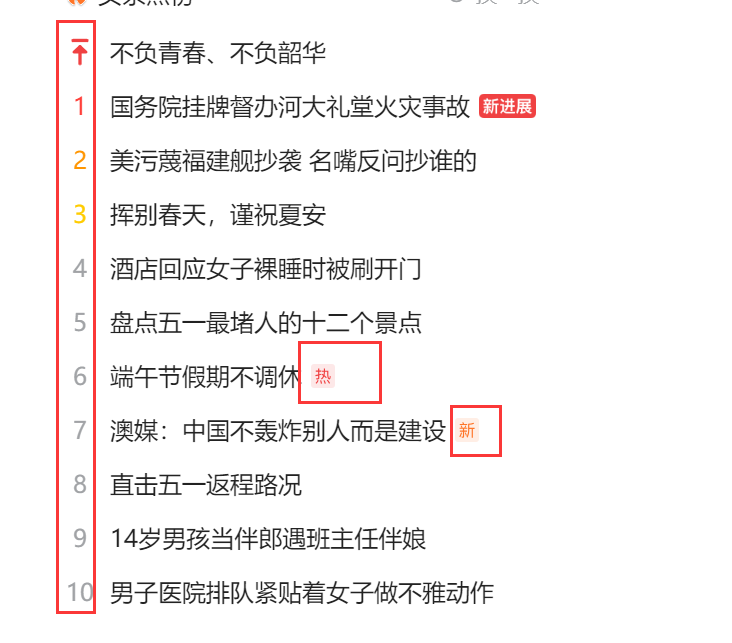 不负青春、不负韶华
1 国务院挂牌督办河大礼堂火灾事故 新进展
2 美污蔑福建舰抄袭 名嘴反问抄谁的
3 挥别春天，谨祝夏安
4 酒店回应女子裸睡时被刷开门
5 盘点五一最堵人的十二个景点
6 端午节假期不调休 热
7 澳媒：中国不轰炸别人而是建设 新
8 直击五一返程路况
9 14岁男孩当伴郎遇班主任伴娘
10 男子医院排队紧贴着女子做不雅动作